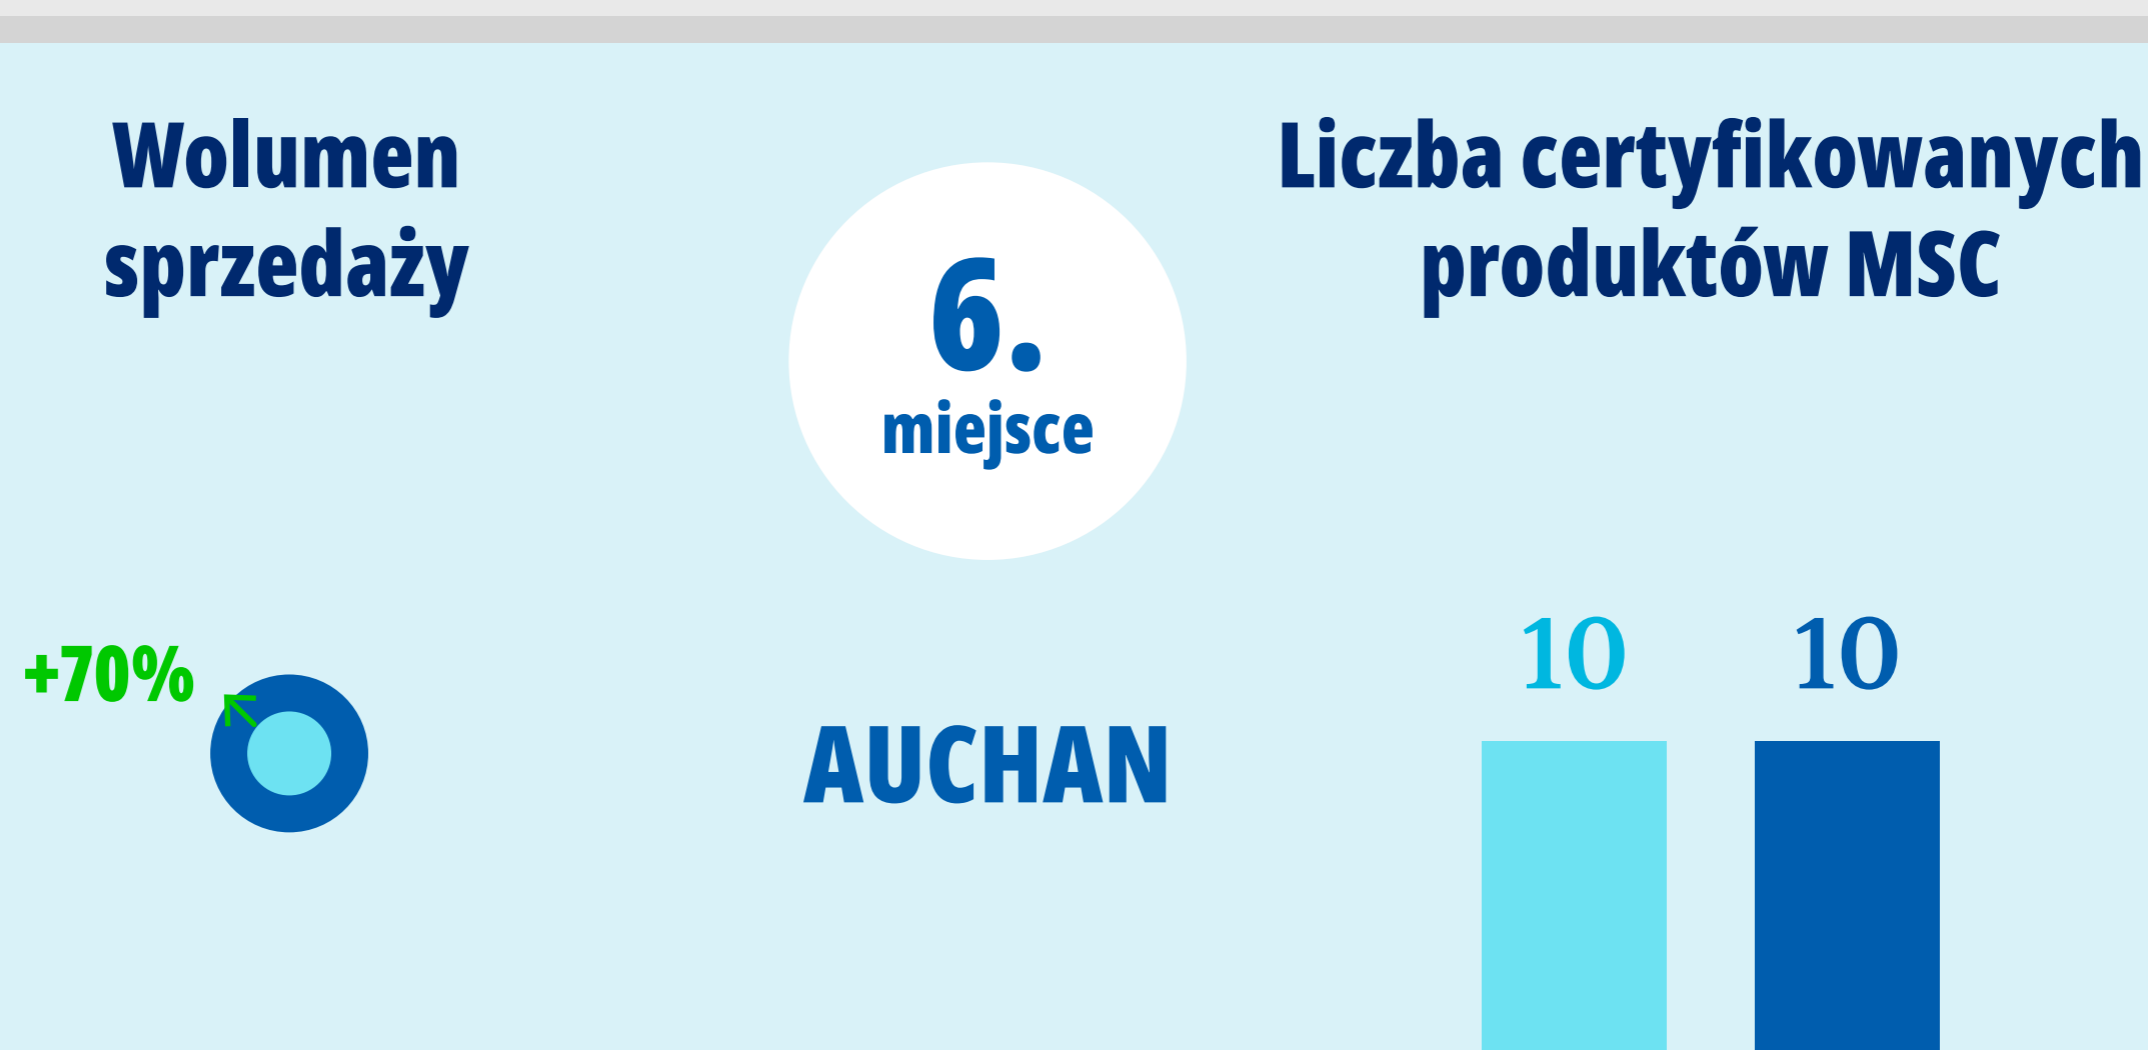 Wolumen
sprzedaży
6.
miejsce
Liczba certyfikowanych
produktów MSC
+70%
AUCHAN
10
10